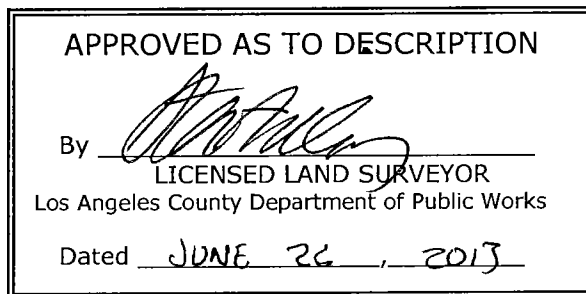 APPROVED AS TO DESCRIPTION
By
LICENSED LAND SURVEYOR
Los Angeles County Department of Public Works
Dated JUNE 26, 2013